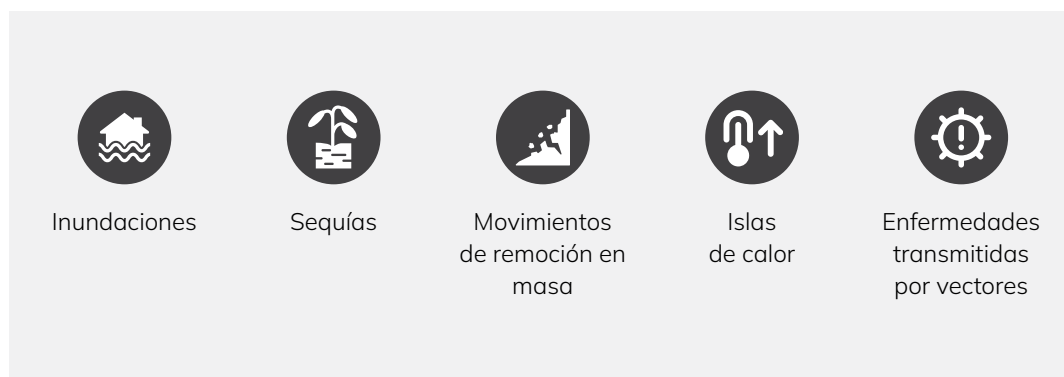 Inundaciones
Sequías
Movimientos
de remoción en
masa
Islas
de calor
Enfermedades
transmitidas
por vectores